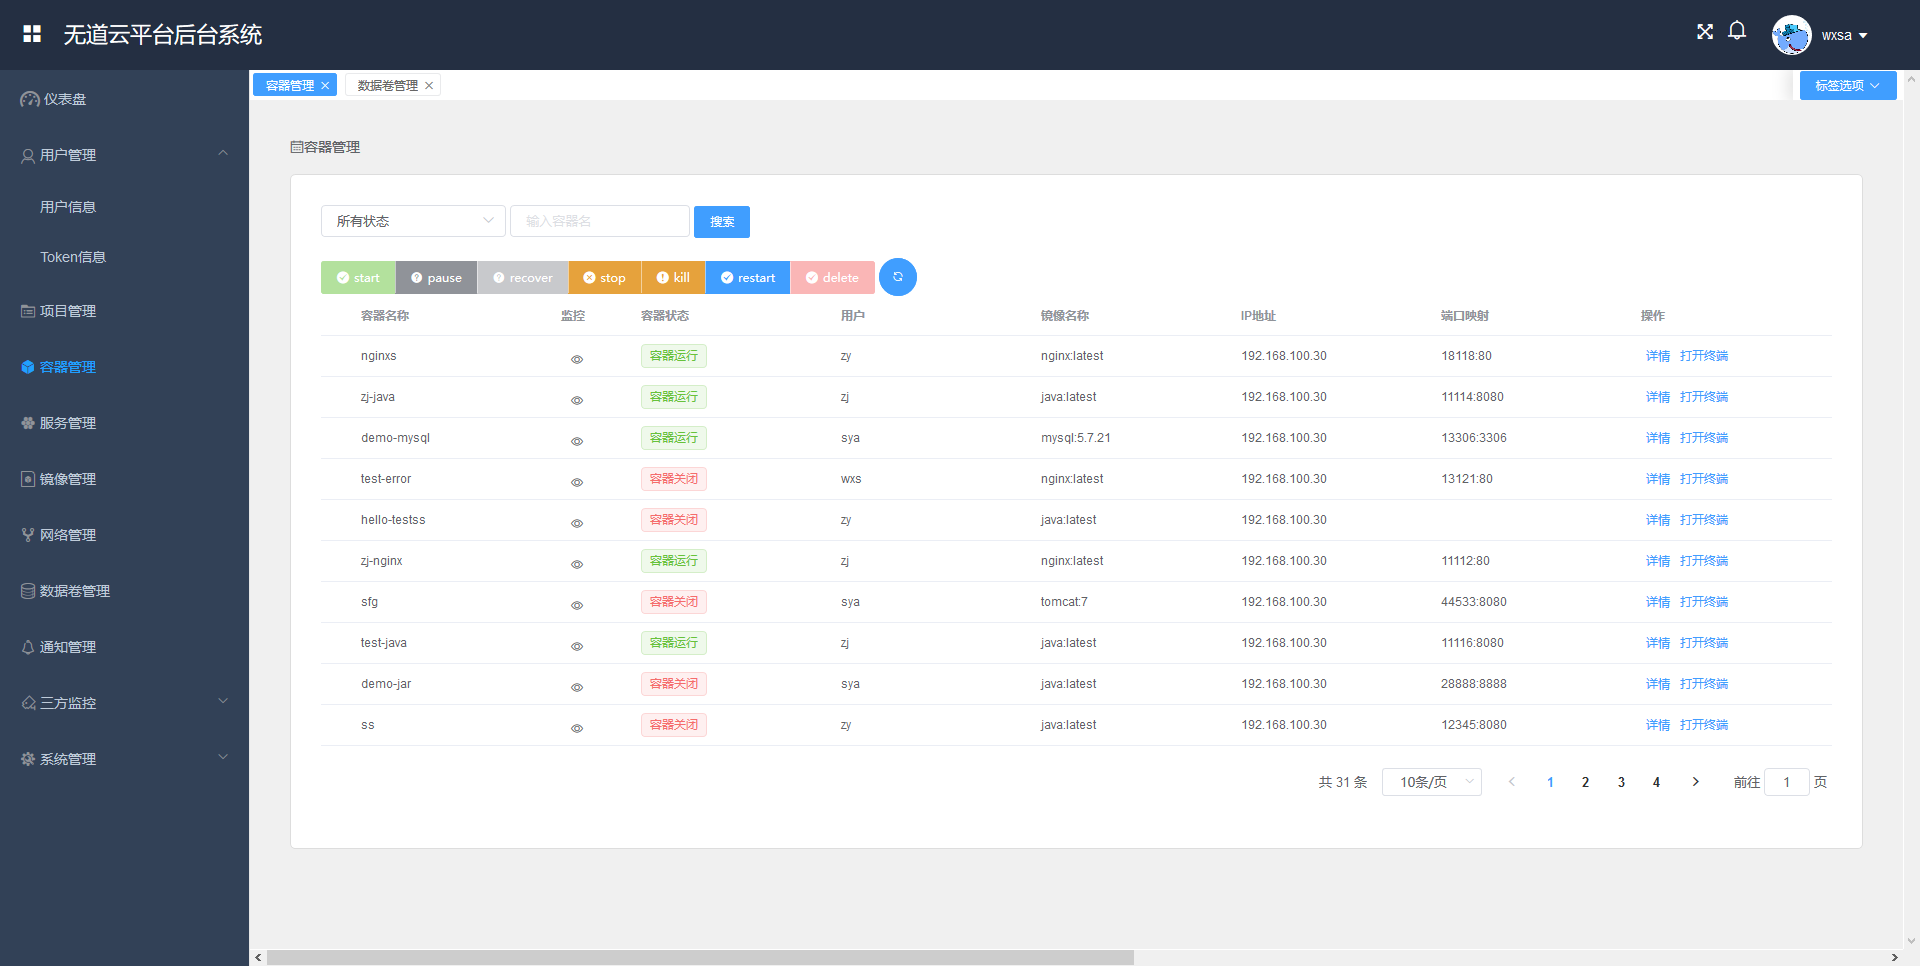 无道云平台后台系统
wxsa
仪表盘
用户管理
用户信息
Token信息
项目管理
容器管理
服务管理
镜像管理
网络管理
数据卷管理
通知管理
三方监控
系统管理
容器管理 数据卷管理 标签选项
容器管理
所有状态 输入容器名 搜索
start pause recover stop kill restart delete
容器名称 监控 容器状态 用户 镜像名称 IP地址 端口映射 操作
nginxs 容器运行 zy nginx:latest 192.168.100.30 18118:80 详情 打开终端
zj-java 容器运行 zj java:latest 192.168.100.30 11114:8080 详情 打开终端
demo-mysql 容器运行 sya mysql:5.7.21 192.168.100.30 13306:3306 详情 打开终端
test-error 容器关闭 wxs nginx:latest 192.168.100.30 13121:80 详情 打开终端
hello-testss 容器关闭 zy java:latest 192.168.100.30 详情 打开终端
zj-nginx 容器运行 zj nginx:latest 192.168.100.30 11112:80 详情 打开终端
sfg 容器关闭 sya tomcat:7 192.168.100.30 44533:8080 详情 打开终端
test-java 容器运行 zj java:latest 192.168.100.30 11116:8080 详情 打开终端
demo-jar 容器关闭 sya java:latest 192.168.100.30 28888:8888 详情 打开终端
ss 容器关闭 zy java:latest 192.168.100.30 12345:8080 详情 打开终端
共 31 条 10条/页 1 2 3 4 前往 1 页